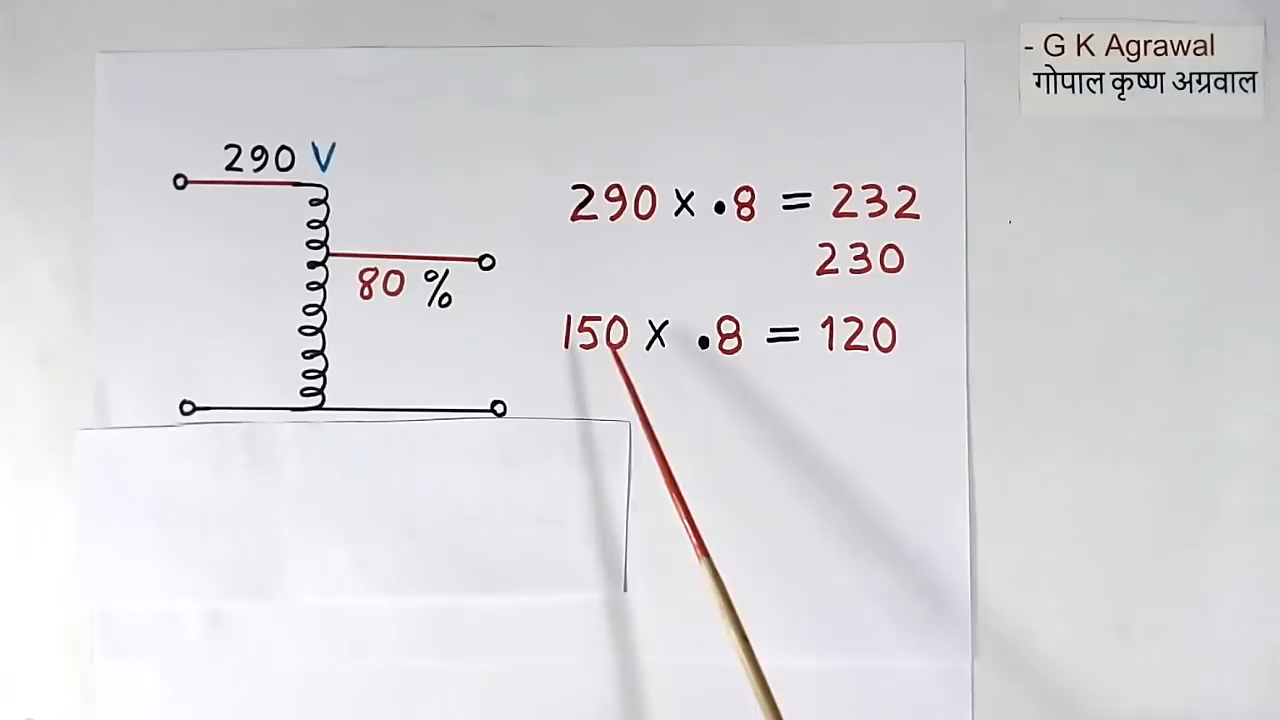 - G K Agrawal
गोपाल कृष्ण अग्रवाल
290 V
80 %
290 x .8 = 232
230
150 x .8 = 120